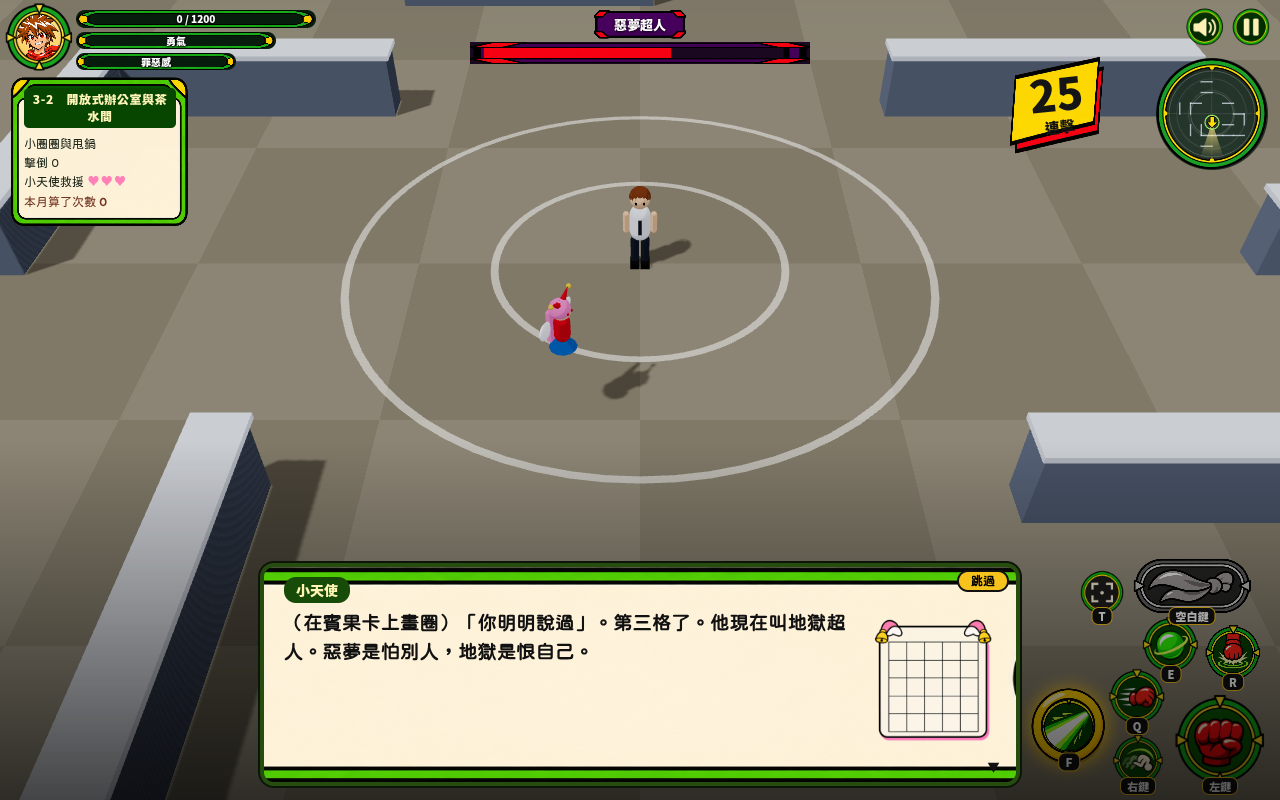 0 / 1200
勇氣
罪惡感
惡夢超人
3-2 開放式辦公室與茶
水間
小圈圈與甩鍋
擊倒 0
小天使救援 ♥♥♥
本月算了次數 0
25
連擊
小天使
跳過
（在賓果卡上畫圈）「你明明說過」。第三格了。他現在叫地獄超
人。惡夢是怕別人，地獄是恨自己。
T
空白鍵
E
R
Q
F
右鍵
左鍵